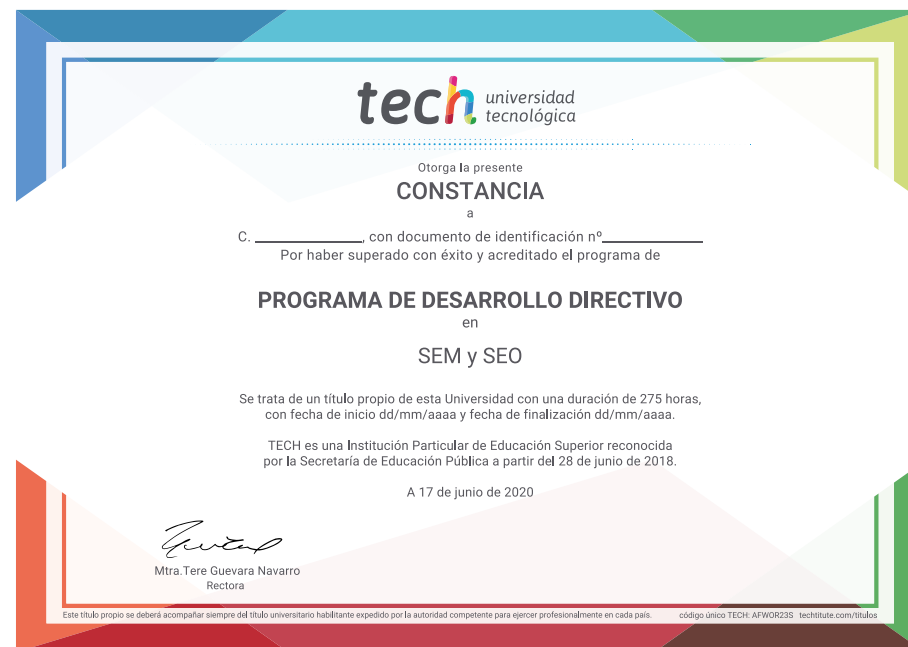 tech universidad
tecnológica
Otorga la presente
CONSTANCIA
a
C. ______________, con documento de identificación nº_____________
Por haber superado con éxito y acreditado el programa de
PROGRAMA DE DESARROLLO DIRECTIVO
en
SEM y SEO
Se trata de un título propio de esta Universidad con una duración de 275 horas,
con fecha de inicio dd/mm/aaaa y fecha de finalización dd/mm/aaaa.
TECH es una Institución Particular de Educación Superior reconocida
por la Secretaría de Educación Pública a partir del 28 de junio de 2018.
A 17 de junio de 2020
Mtra.Tere Guevara Navarro
Rectora
Este título propio se deberá acompañar siempre del título universitario habilitante expedido por la autoridad competente para ejercer profesionalmente en cada país. código único TECH: AFWOR23S techtitute.com/titulos